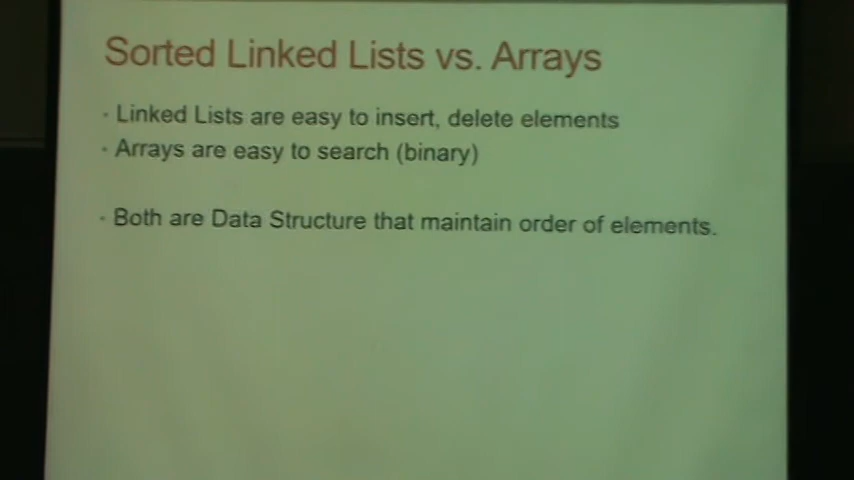 Sorted Linked Lists vs. Arrays
· Linked Lists are easy to insert, delete elements
· Arrays are easy to search (binary)
· Both are Data Structure that maintain order of elements.